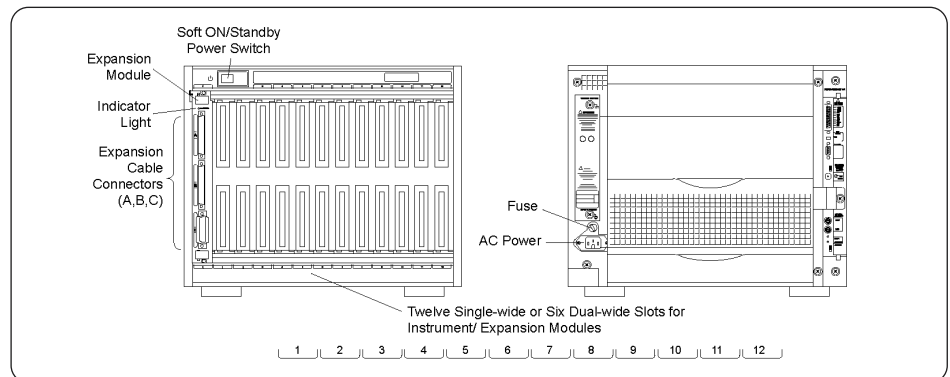 Soft ON/Standby
Power Switch
Expansion
Module
Indicator
Light
Expansion
Cable
Connectors
(A,B,C)
Fuse
AC Power
Twelve Single-wide or Six Dual-wide Slots for
Instrument/ Expansion Modules
1 2 3 4 5 6 7 8 9 10 11 12